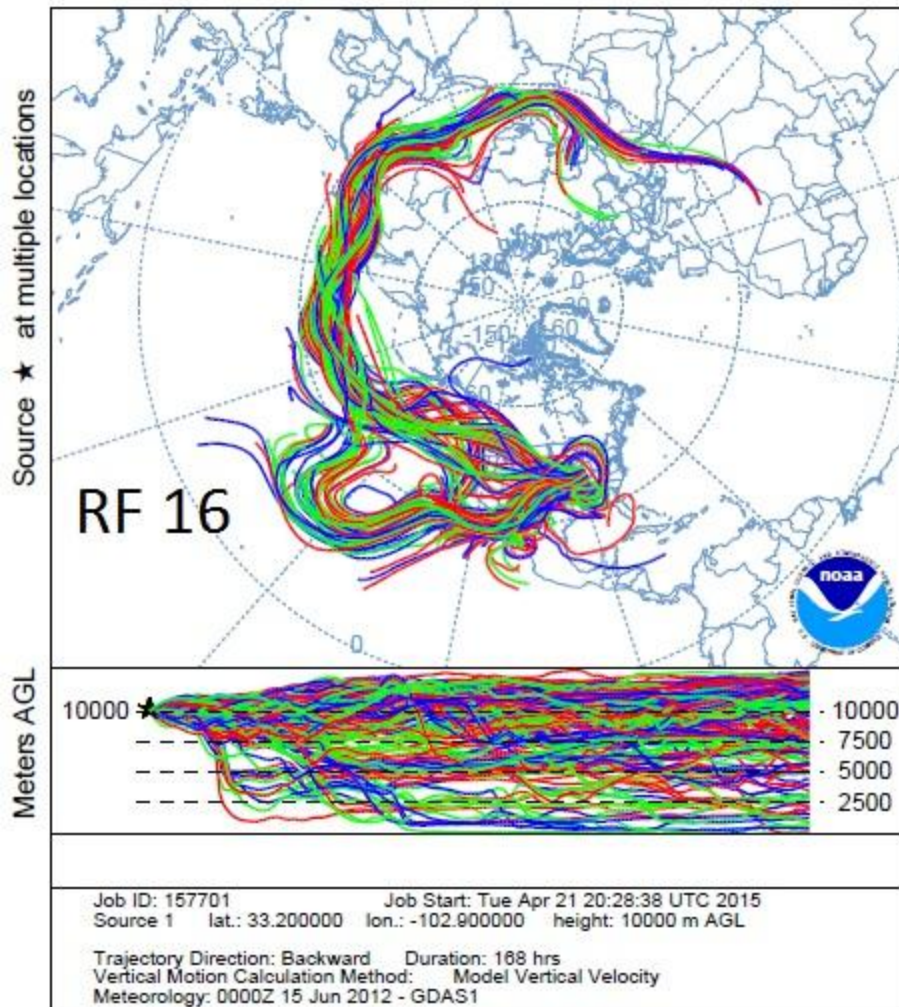 Source ★ at multiple locations
RF 16
noaa
0
Meters AGL
10000
10000
7500
5000
2500
Job ID: 157701 Job Start: Tue Apr 21 20:28:38 UTC 2015
Source 1 lat.: 33.200000 lon.: -102.900000 height: 10000 m AGL
Trajectory Direction: Backward Duration: 168 hrs
Vertical Motion Calculation Method: Model Vertical Velocity
Meteorology: 0000Z 15 Jun 2012 - GDAS1